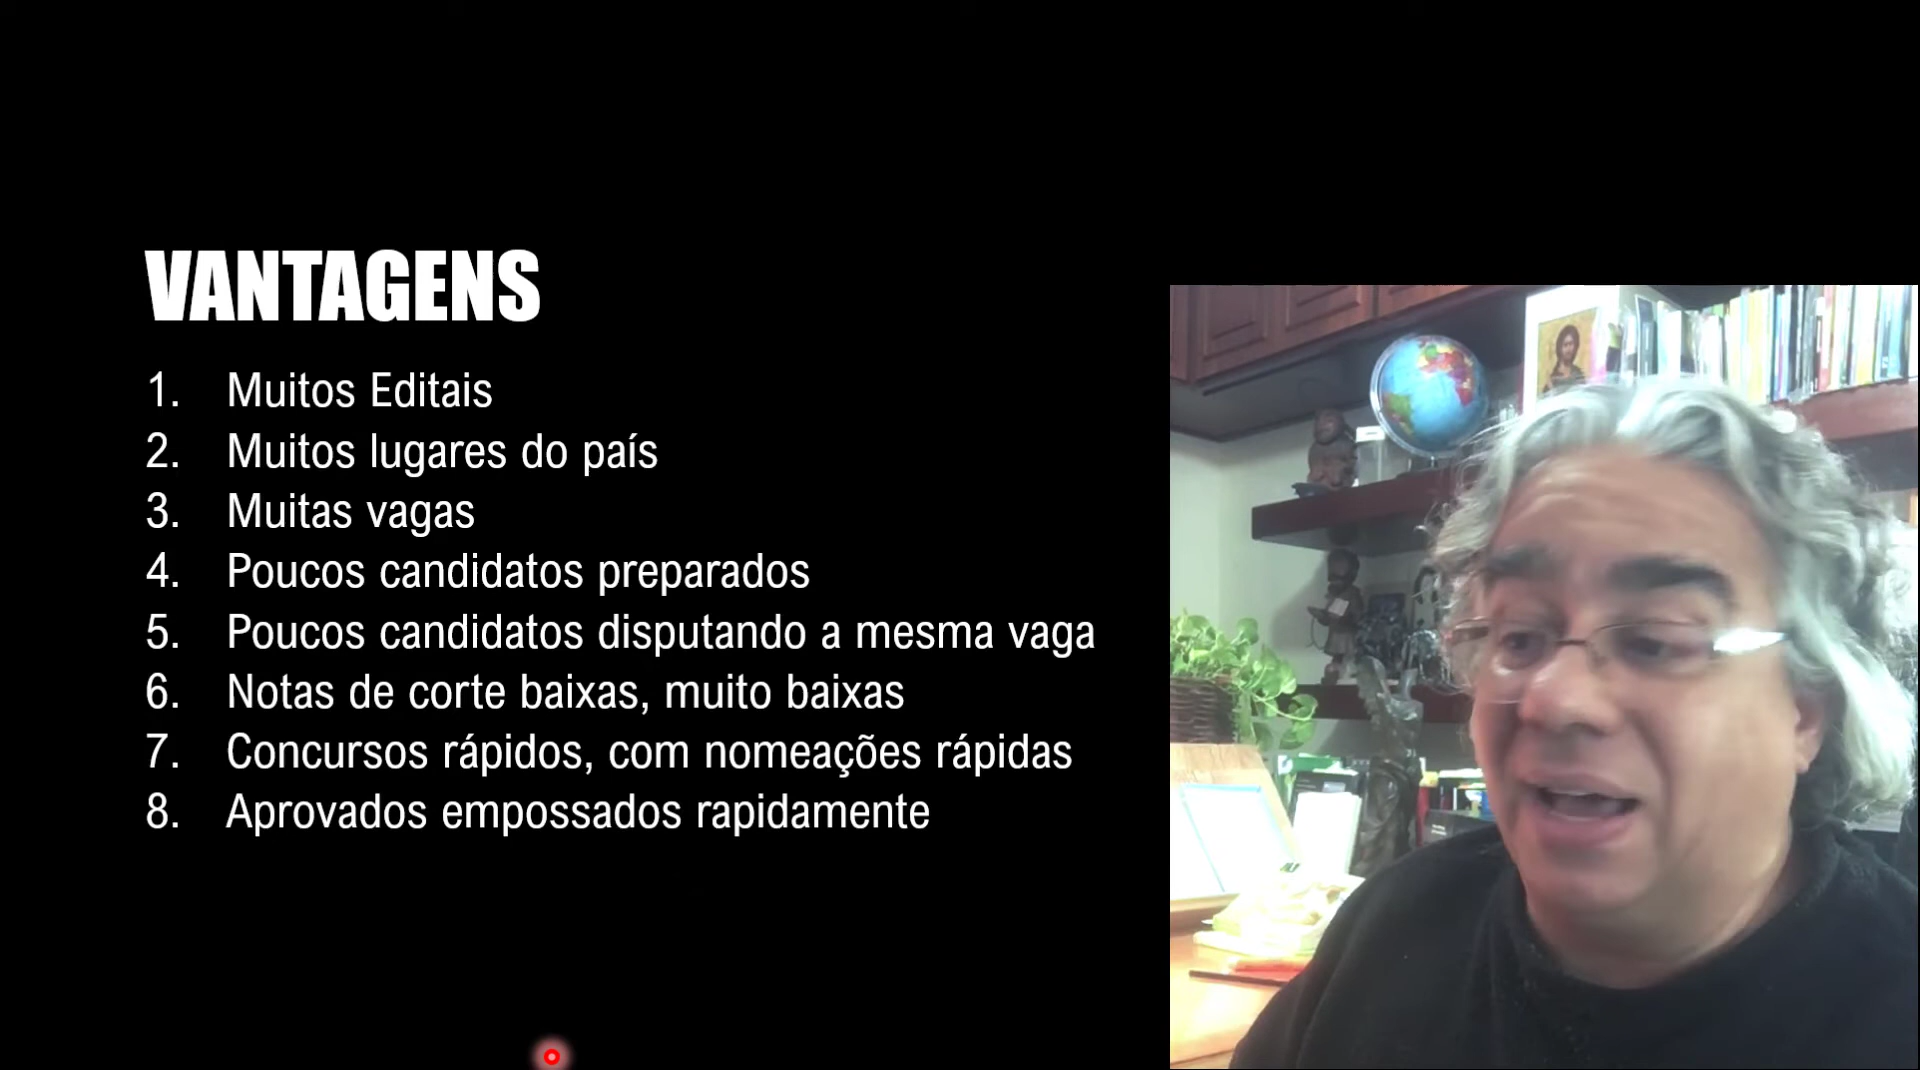 VANTAGENS
1. Muitos Editais
2. Muitos lugares do país
3. Muitas vagas
4. Poucos candidatos preparados
5. Poucos candidatos disputando a mesma vaga
6. Notas de corte baixas, muito baixas
7. Concursos rápidos, com nomeações rápidas
8. Aprovados empossados rapidamente